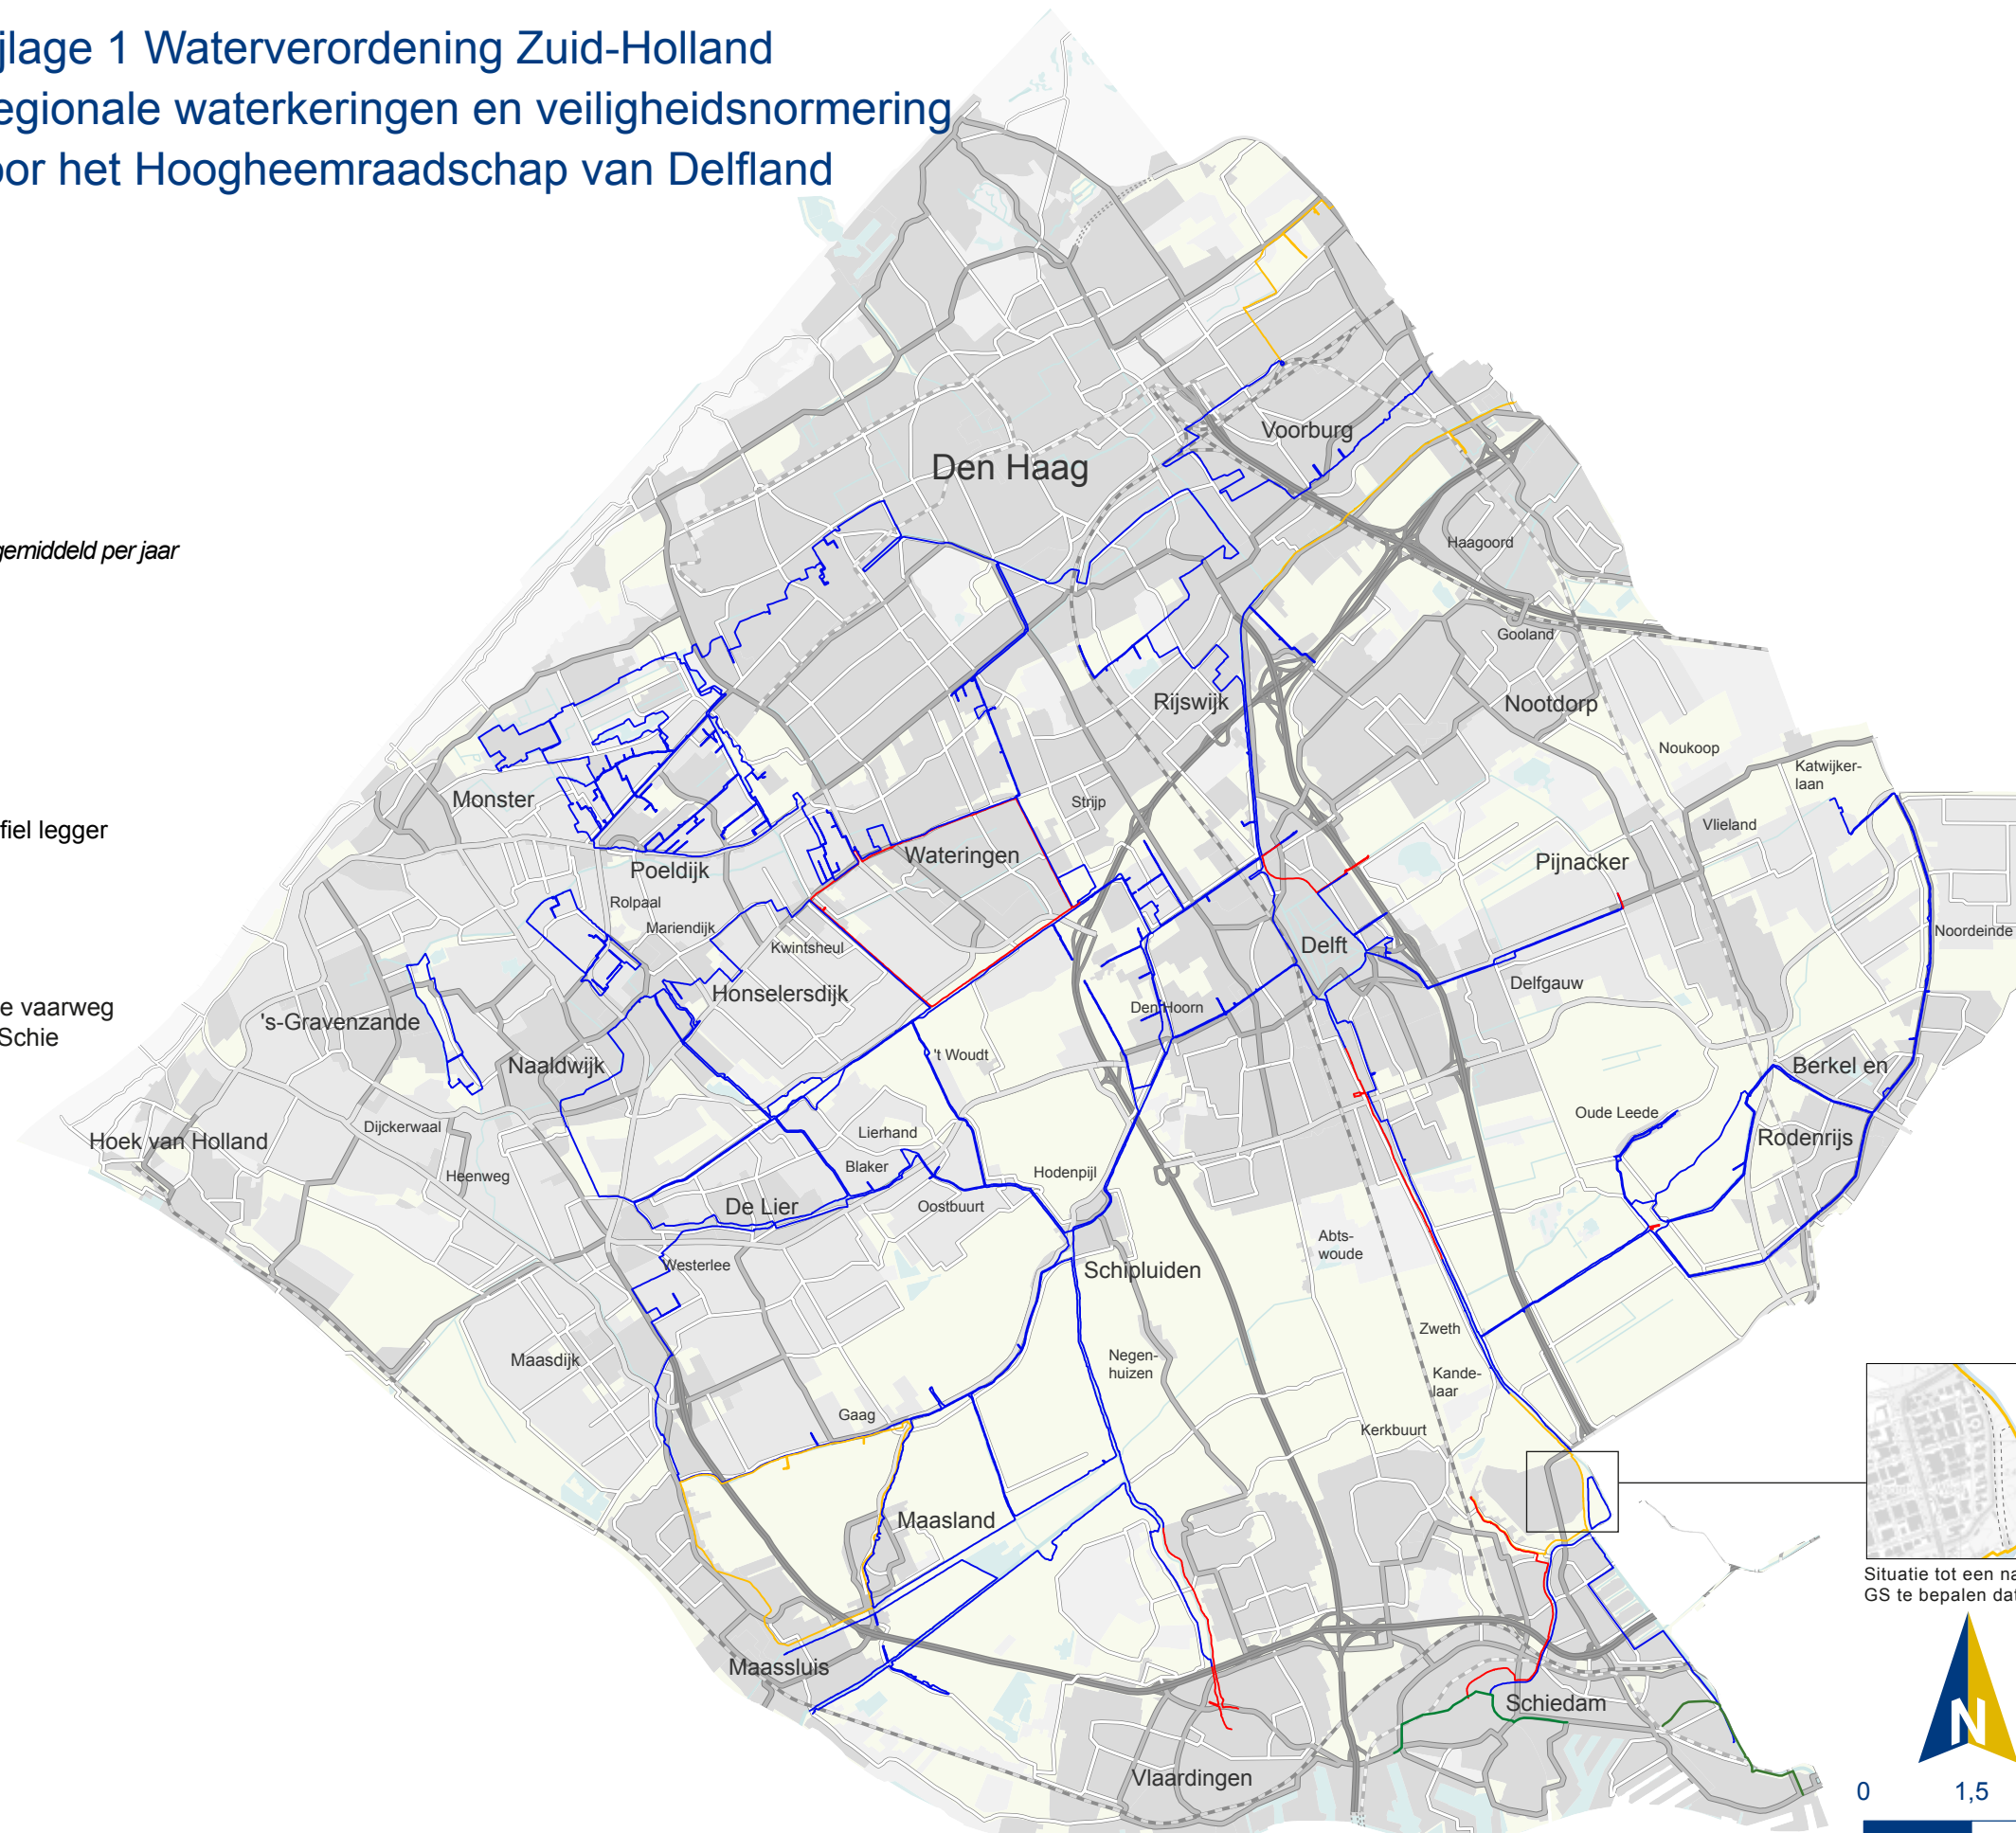 jlage 1 Waterverordening Zuid-Holland
egionale waterkeringen en veiligheidsnormering
oor het Hoogheemraadschap van Delfland
gemiddeld per jaar
fiel legger
e vaarweg
Schie
Den Haag
Voorburg
Haagoord
Gooland
Nootdorp
Rijswijk
Noukoop
Katwijker-
laan
Monster
Strijp
Vlieland
Wateringen
Pijnacker
Poeldijk
Rolpaal
Mariendijk
Kwintsheul
Delft
Noordeinde
Honselersdijk
Delfgauw
Den Hoorn
's-Gravenzande
't Woudt
Naaldwijk
Berkel en
Oude Leede
Rodenrijs
Dijckerwaal
Lierhand
Hoek van Holland
Blaker
Hodenpijl
Heenweg
De Lier
Oostbuurt
Abts-
woude
Westerlee
Schipluiden
Zweth
Maasdijk
Negen-
huizen
Kande-
laar
Gaag
Kerkbuurt
Maasland
Situatie tot een na
GS te bepalen dat
Maassluis
Schiedam
N
Vlaardingen
0 1,5